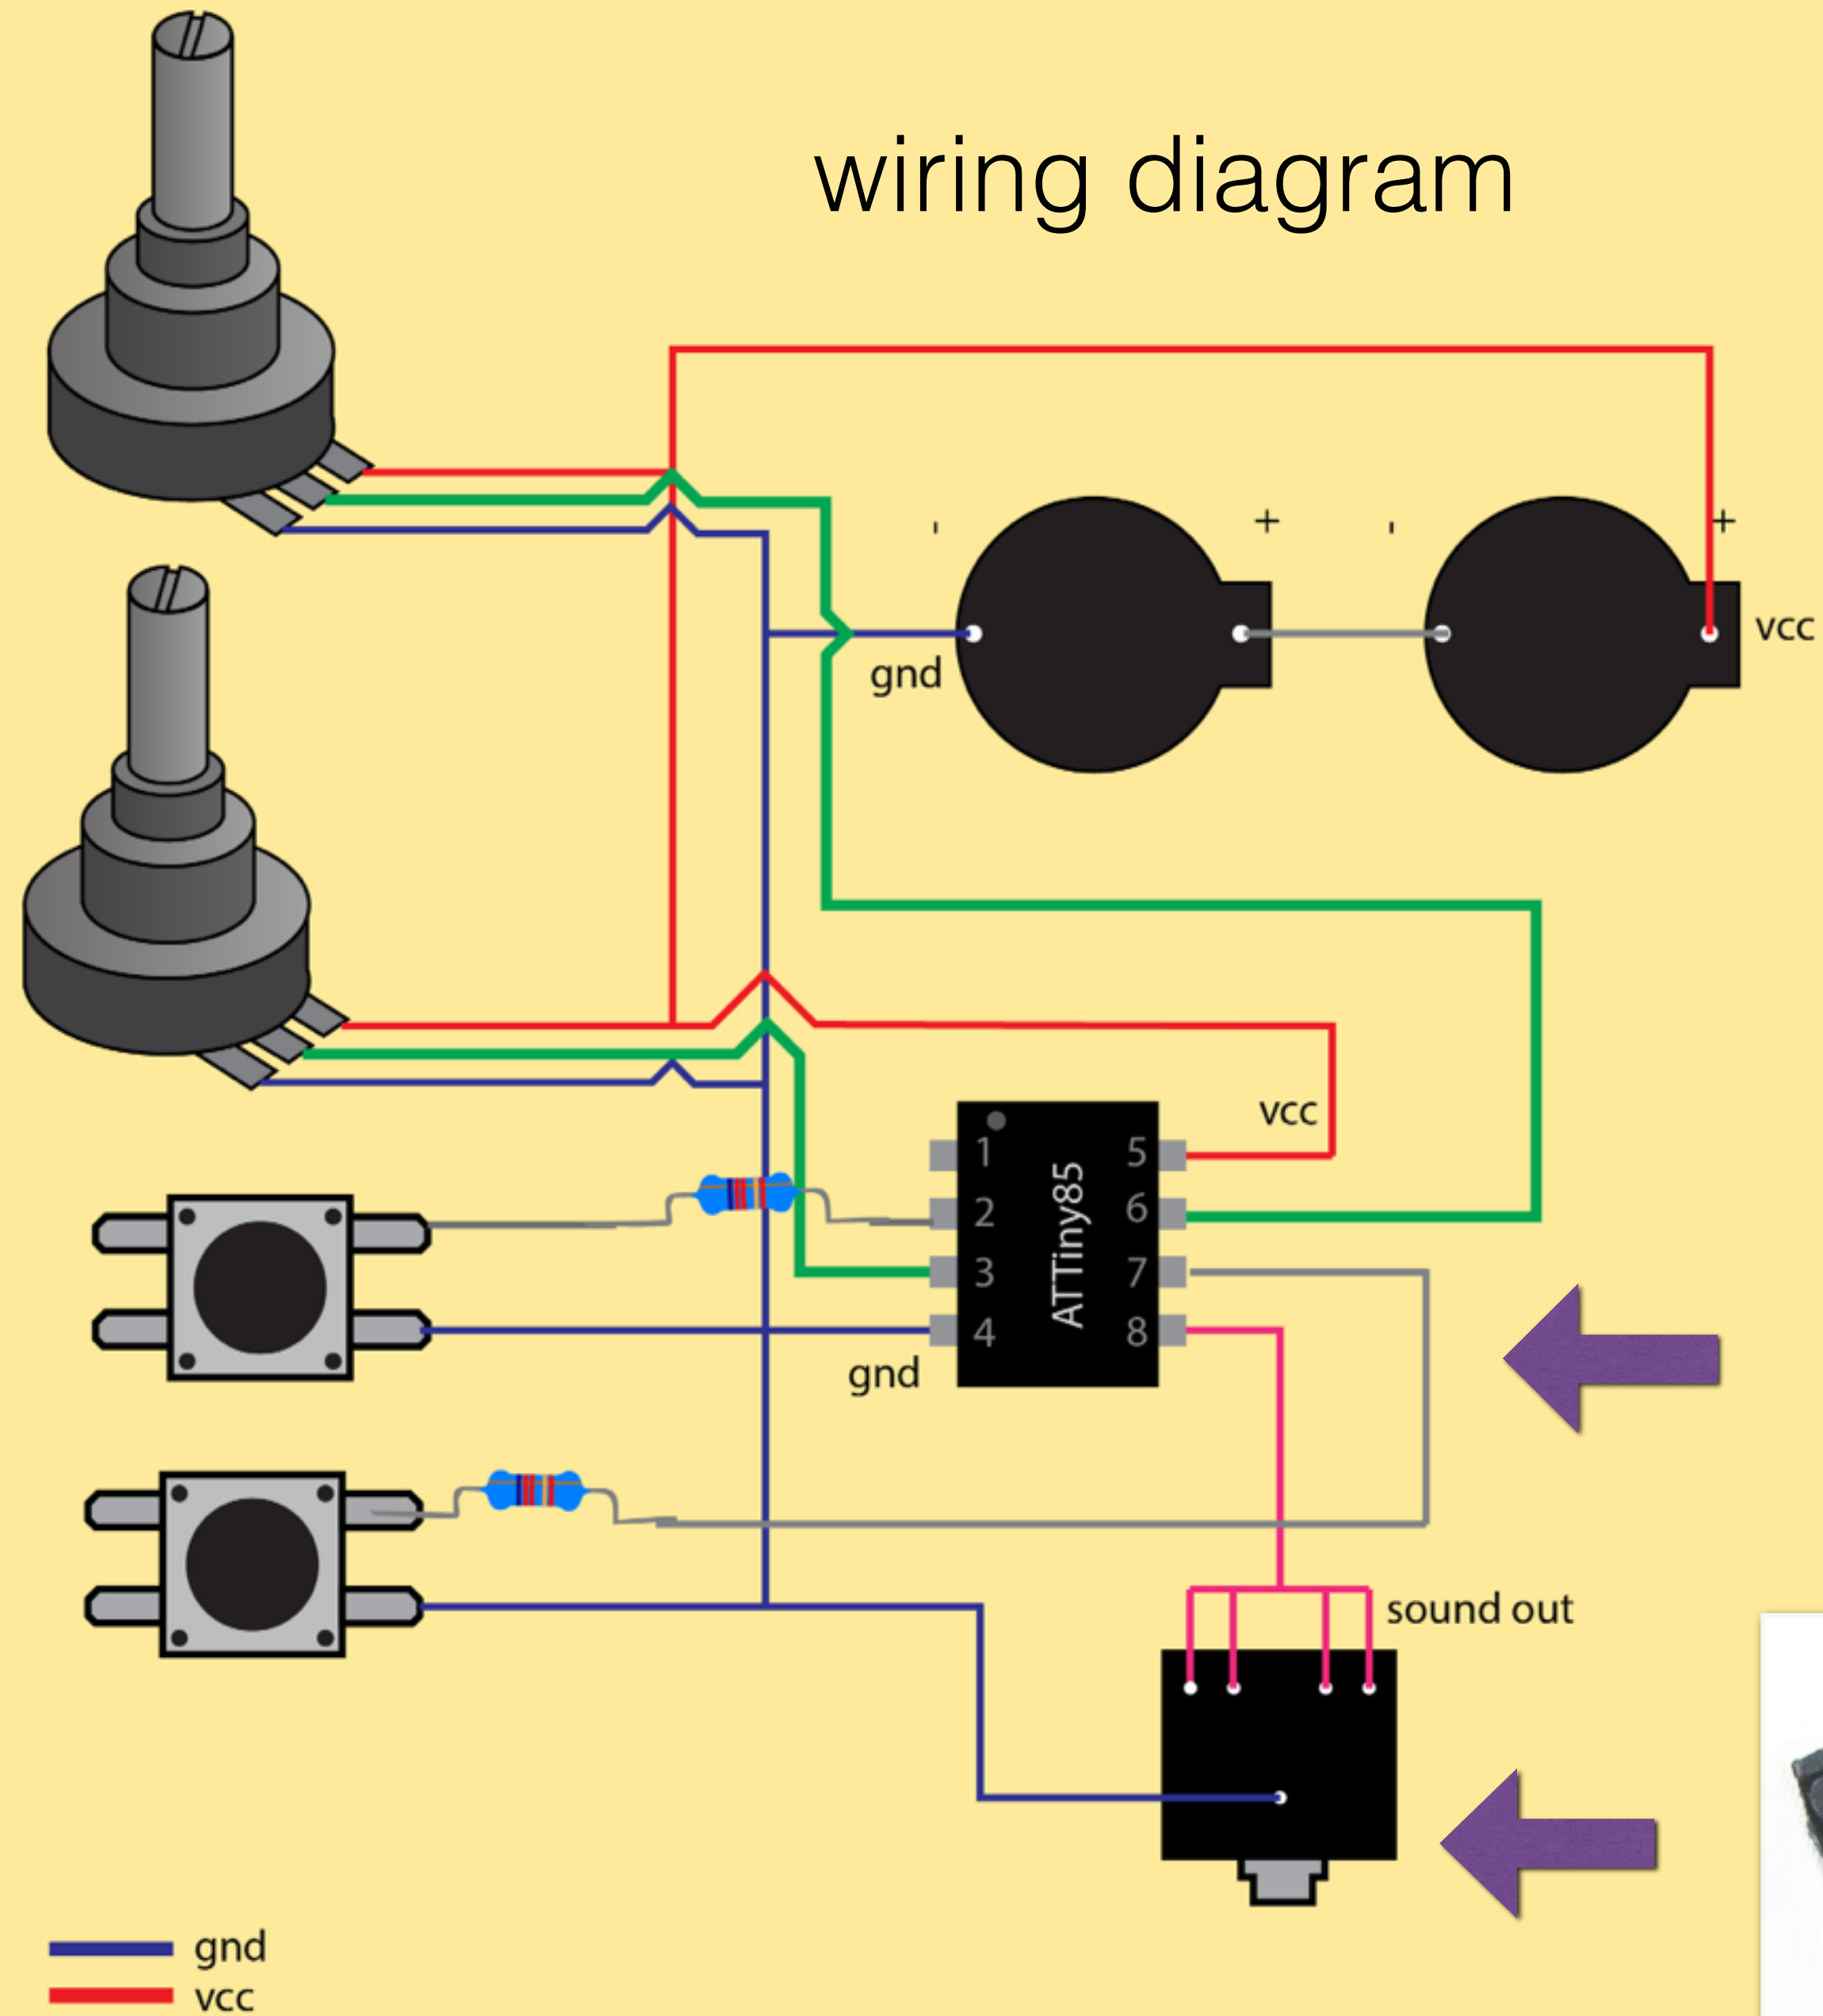 wiring diagram
- + - +
vcc
gnd
vcc
1 5
2 6
3 7
4 8
ATTiny85
gnd
sound out
gnd
vcc